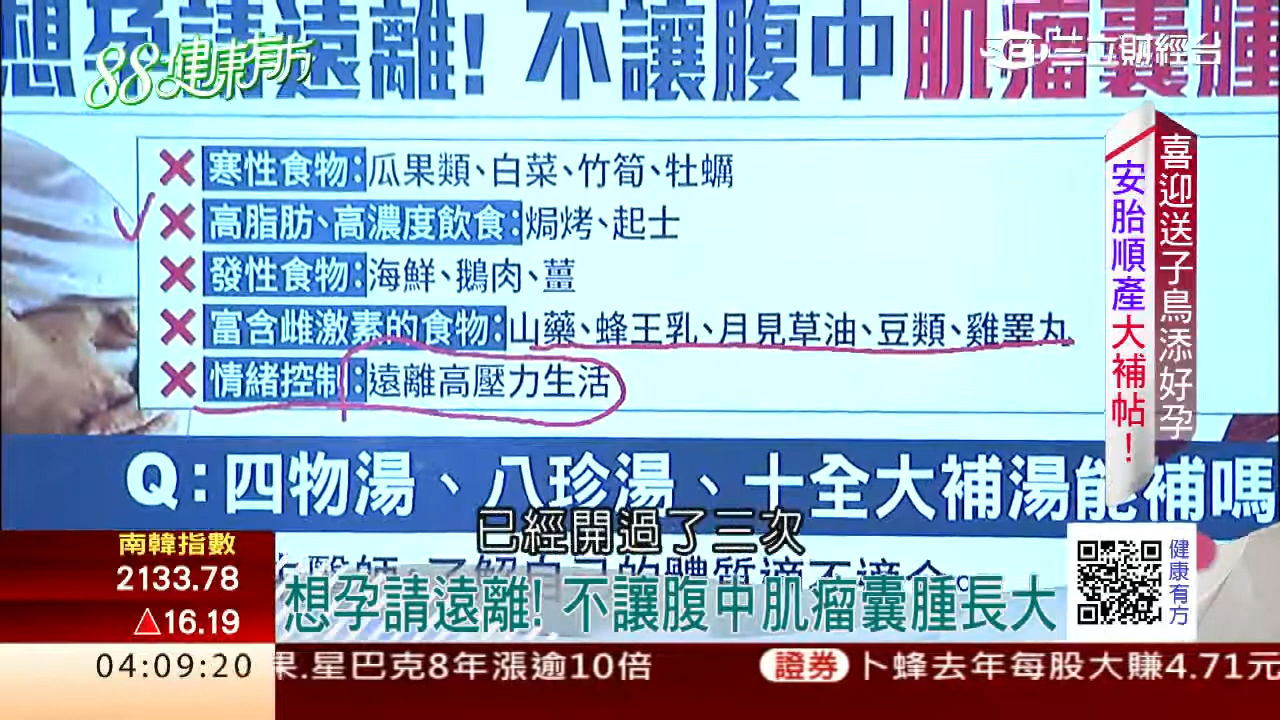 想孕請遠離! 不讓腹中肌瘤囊腫
88健康有方
三立財經台
寒性食物:瓜果類、白菜、竹筍、牡蠣
高脂肪、高濃度飲食:焗烤、起士
發性食物:海鮮、鵝肉、薑
富含雌激素的食物:山藥、蜂王乳、月見草油、豆類、雞睪丸
情緒控制:遠離高壓力生活
喜迎送子鳥添好孕
安胎順產大補帖!
Q:四物湯、八珍湯、十全大補湯能補嗎
已經開過了三次
想孕請遠離! 不讓腹中肌瘤囊腫長大
健康有方
南韓指數
2133.78
△16.19
04:09:20
果.星巴克8年漲逾10倍 證券 卜蜂去年每股大賺4.71元